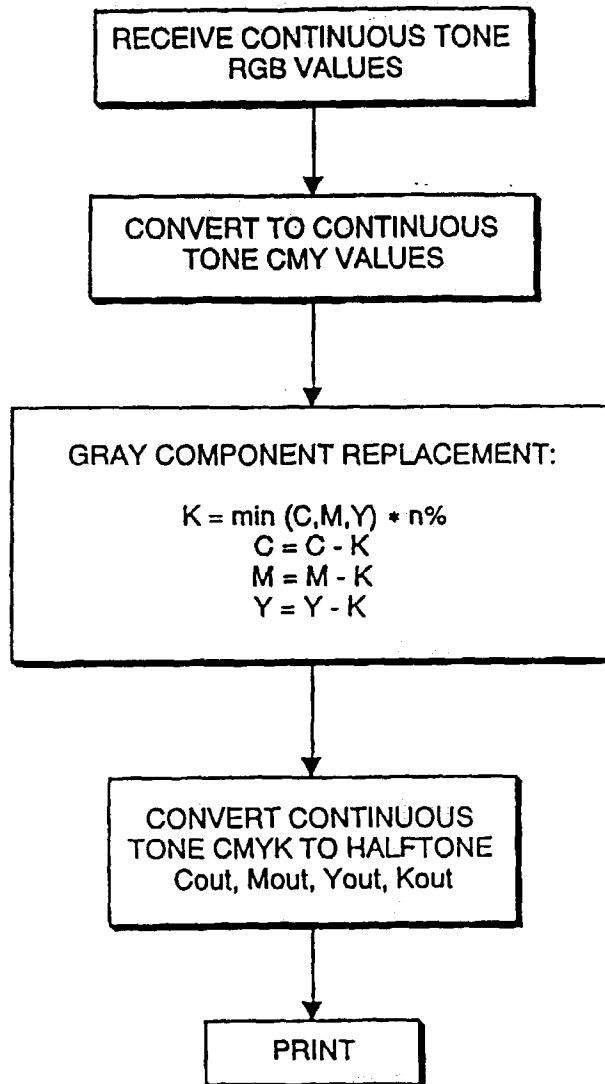 RECEIVE CONTINUOUS TONE
RGB VALUES
CONVERT TO CONTINUOUS
TONE CMY VALUES
GRAY COMPONENT REPLACEMENT:
K = min (C,M,Y) * n%
C = C - K
M = M - K
Y = Y - K
CONVERT CONTINUOUS
TONE CMYK TO HALFTONE
Cout, Mout, Yout, Kout
PRINT